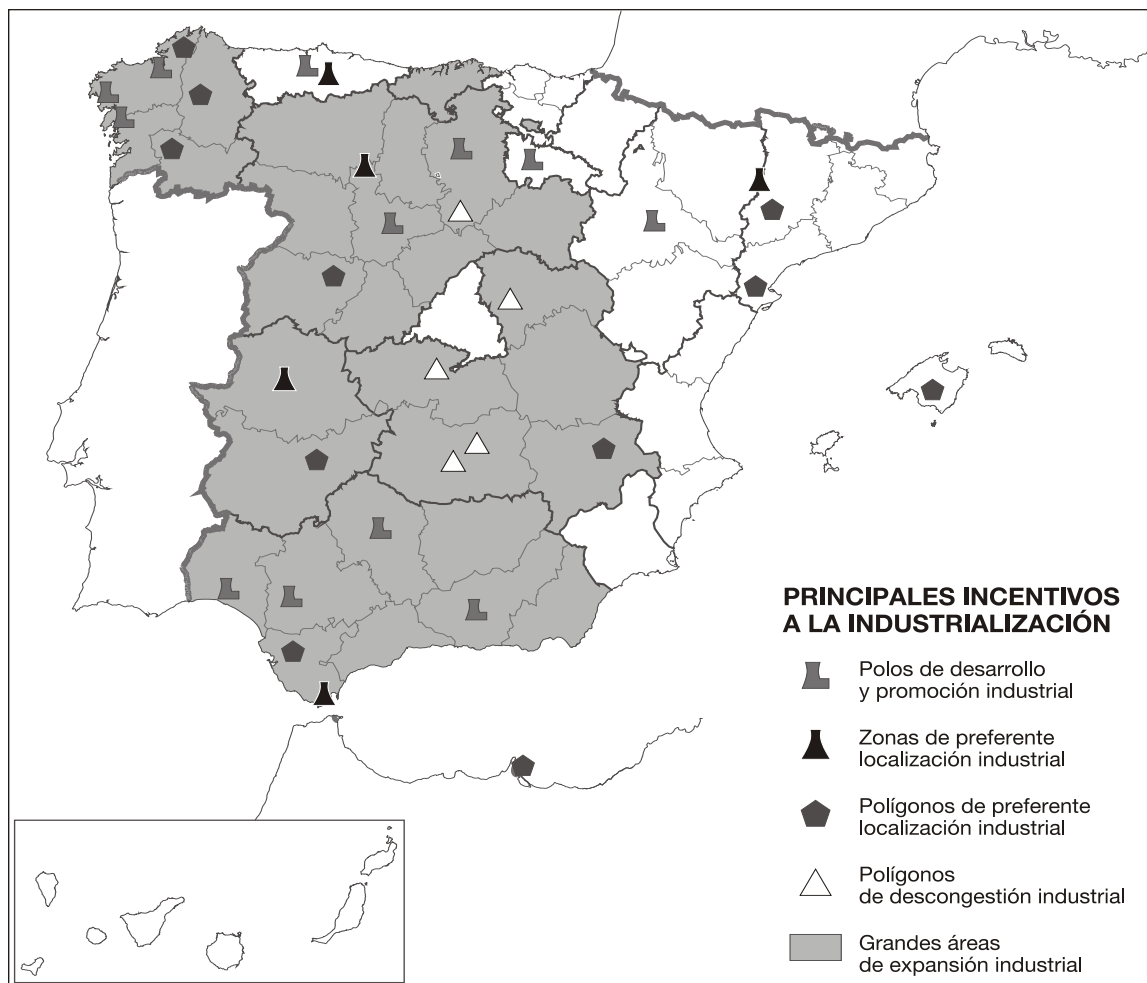 PRINCIPALES INCENTIVOS
A LA INDUSTRIALIZACIÓN
Polos de desarrollo
y promoción industrial
Zonas de preferente
localización industrial
Polígonos de preferente
localización industrial
Polígonos
de descongestión industrial
Grandes áreas
de expansión industrial